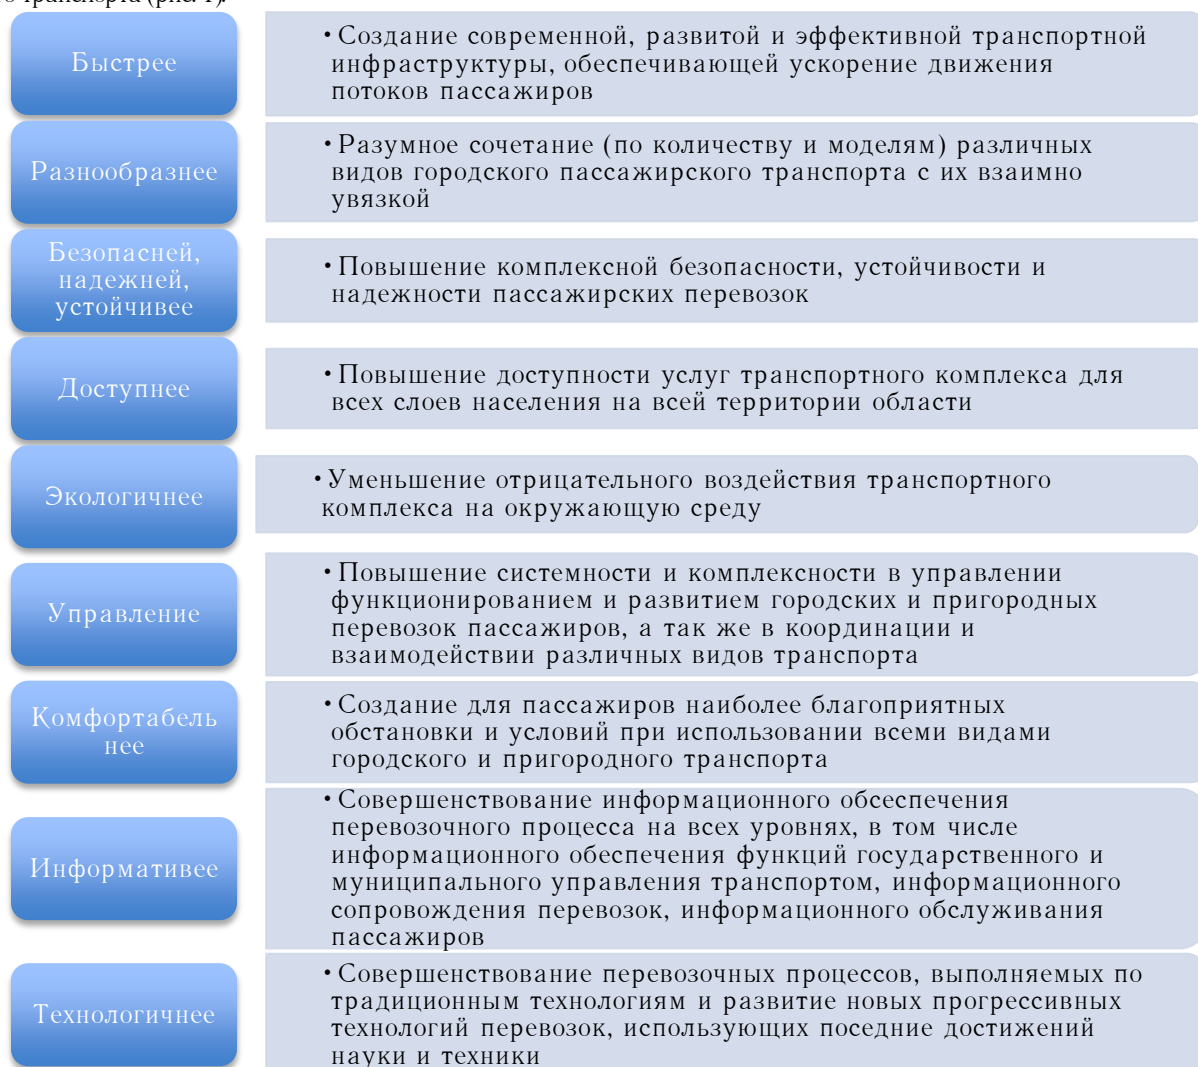 транспорта (рис. 1).
Быстрее
• Создание современной, развитой и эффективной транспортной
инфраструктуры, обеспечивающей ускорение движения
потоков пассажиров
Разнообразнее
• Разумное сочетание (по количеству и моделям) различных
видов городского пассажирского транспорта с их взаимно
увязкой
Безопасней,
надежней,
устойчивее
• Повышение комплексной безопасности, устойчивости и
надежности пассажирских перевозок
Доступнее
• Повышение доступности услуг транспортного комплекса для
всех слоев населения на всей территории области
Экологичнее
• Уменьшение отрицательного воздействия транспортного
комплекса на окружающую среду
Управление
• Повышение системности и комплексности в управлении
функционированием и развитием городских и пригородных
перевозок пассажиров, а так же в координации и
взаимодействии различных видов транспорта
Комфортабель
нее
• Создание для пассажиров наиболее благоприятных
обстановки и условий при использовании всеми видами
городского и пригородного транспорта
Информативее
• Совершенствование информационного обсеспечения
перевозочного процесса на всех уровнях, в том числе
информационного обеспечения функций государственного и
муниципального управления транспортом, информационного
сопровождения перевозок, информационного обслуживания
пассажиров
Технологичнее
• Совершенствование перевозочных процессов, выполняемых по
традиционным технологиям и развитие новых прогрессивных
технологий перевозок, использующих поседние достижений
науки и техники